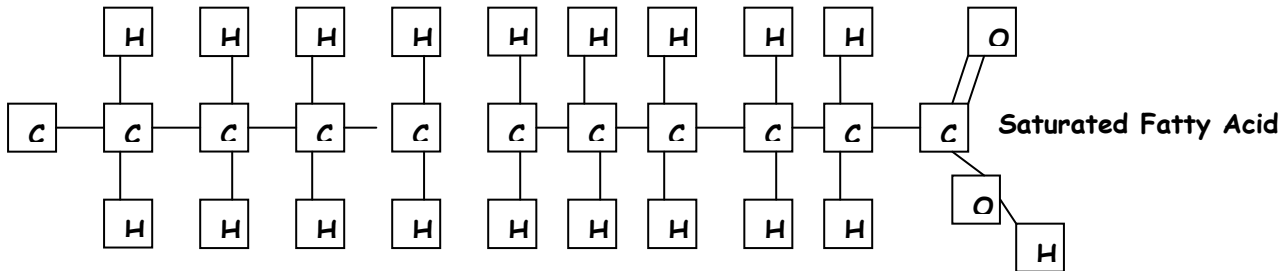 H H H H H H H H H O
C C C C C C C C C C C Saturated Fatty Acid
H H H H H H H H H O
H